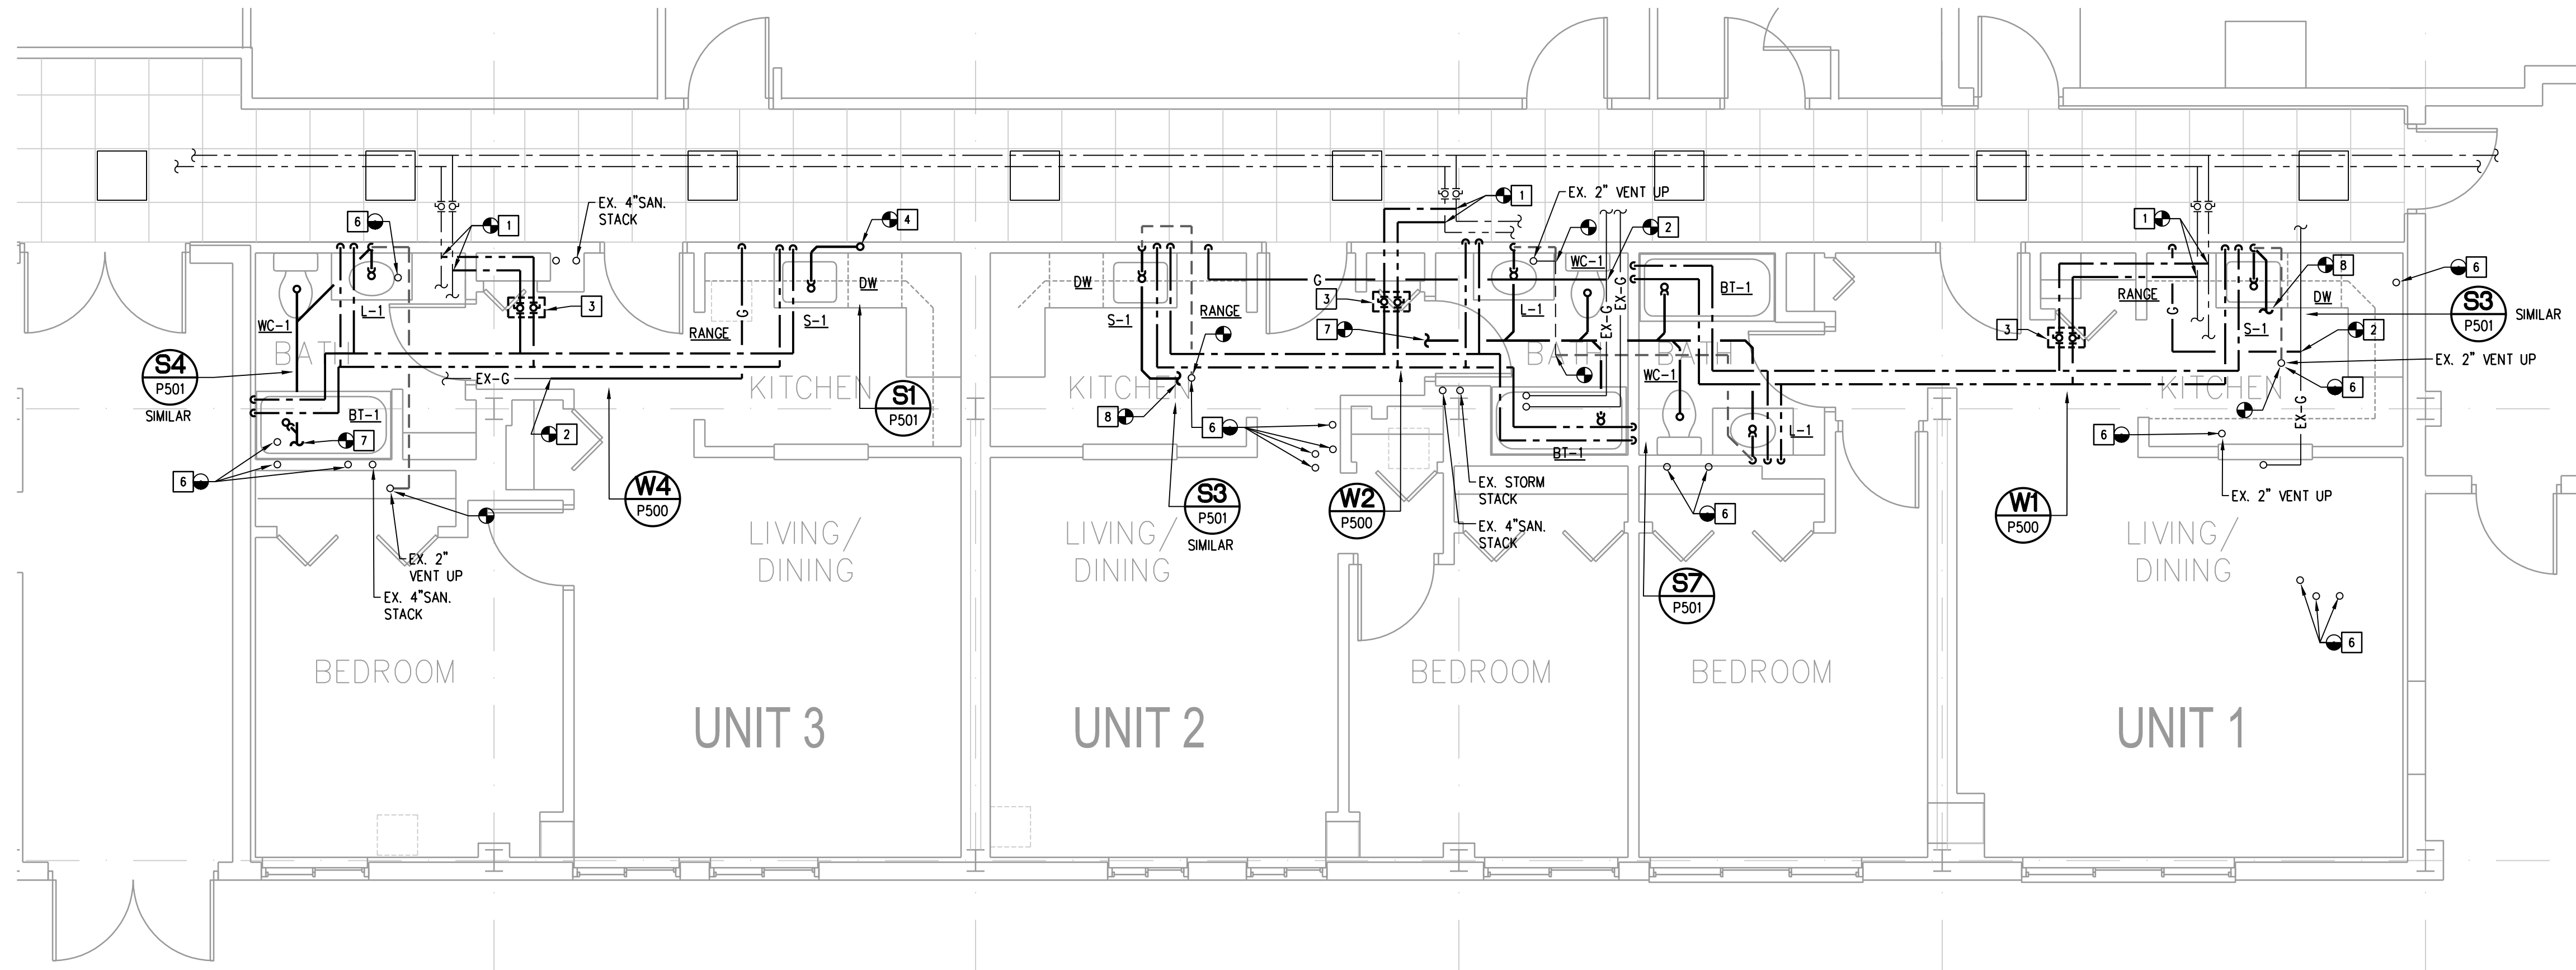 EX. 4"SAN.
STACK
6
1
4
EX. 2" VENT UP
1
2
1
6
8
WC-1
L-1
3
RANGE
G
S-1
DW
DW
S-1
RANGE
G
3
7
L-1
WC-1
EX-G
EX-G
BT-1
RANGE
G
S-1
DW
3
2
S3
P501
SIMILAR
EX. 2" VENT UP
6
BATH
S4
P501
SIMILAR
EX-G
KITCHEN
KITCHEN
BATH
BATH
WC-1
KITCHEN
BT-1
7
2
S1
P501
8
6
BT-1
L-1
6
EX-G
6
EX. 2"
VENT UP
EX. 4"SAN.
STACK
W4
P500
LIVING/
DINING
LIVING/
DINING
S3
P501
SIMILAR
W2
P500
EX. STORM
STACK
EX. 4"SAN.
STACK
6
S7
P501
EX. 2" VENT UP
W1
P500
LIVING/
DINING
6
BEDROOM
BEDROOM
BEDROOM
UNIT 3
UNIT 2
UNIT 1